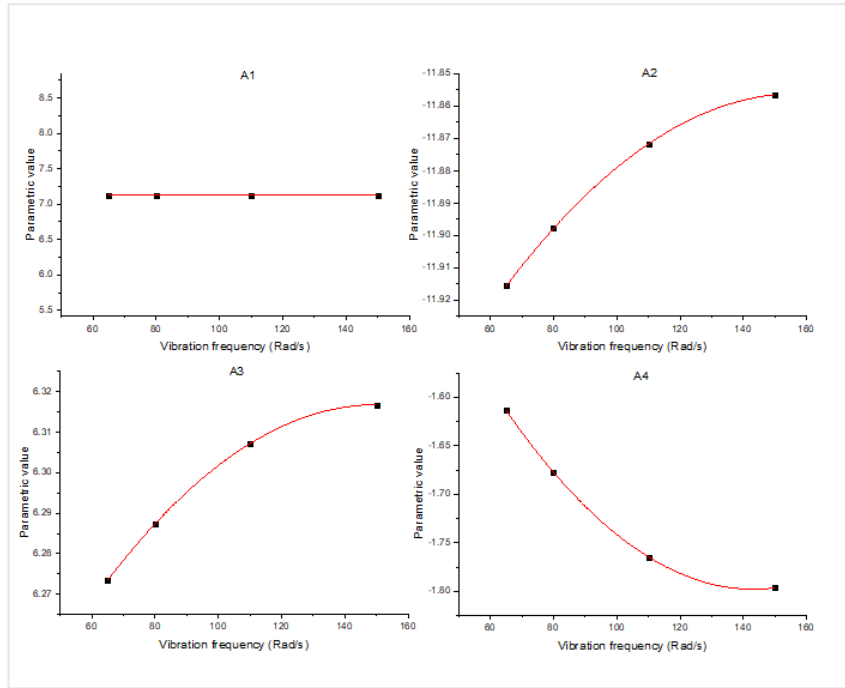 A1
Parametric value
8.5
8.0
7.5
7.0
6.5
6.0
5.5
60 80 100 120 140 160
Vibration frequency (Rad/s)
A2
Parametric value
-11.85
-11.86
-11.87
-11.88
-11.89
-11.90
-11.91
-11.92
60 80 100 120 140 160
Vibration frequency (Rad/s)
A3
Parametric value
6.32
6.31
6.30
6.29
6.28
6.27
60 80 100 120 140 160
Vibration frequency (Rad/s)
A4
Parametric value
-1.60
-1.65
-1.70
-1.75
-1.80
60 80 100 120 140 160
Vibration frequency (Rad/s)